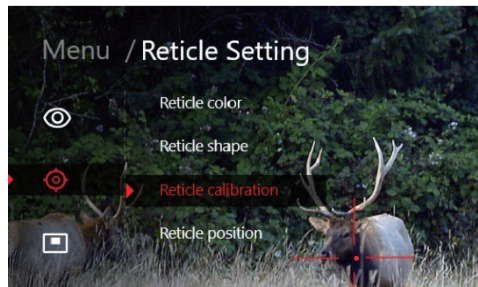 Menu / Reticle Setting
Reticle color
Reticle shape
Reticle calibration
Reticle position